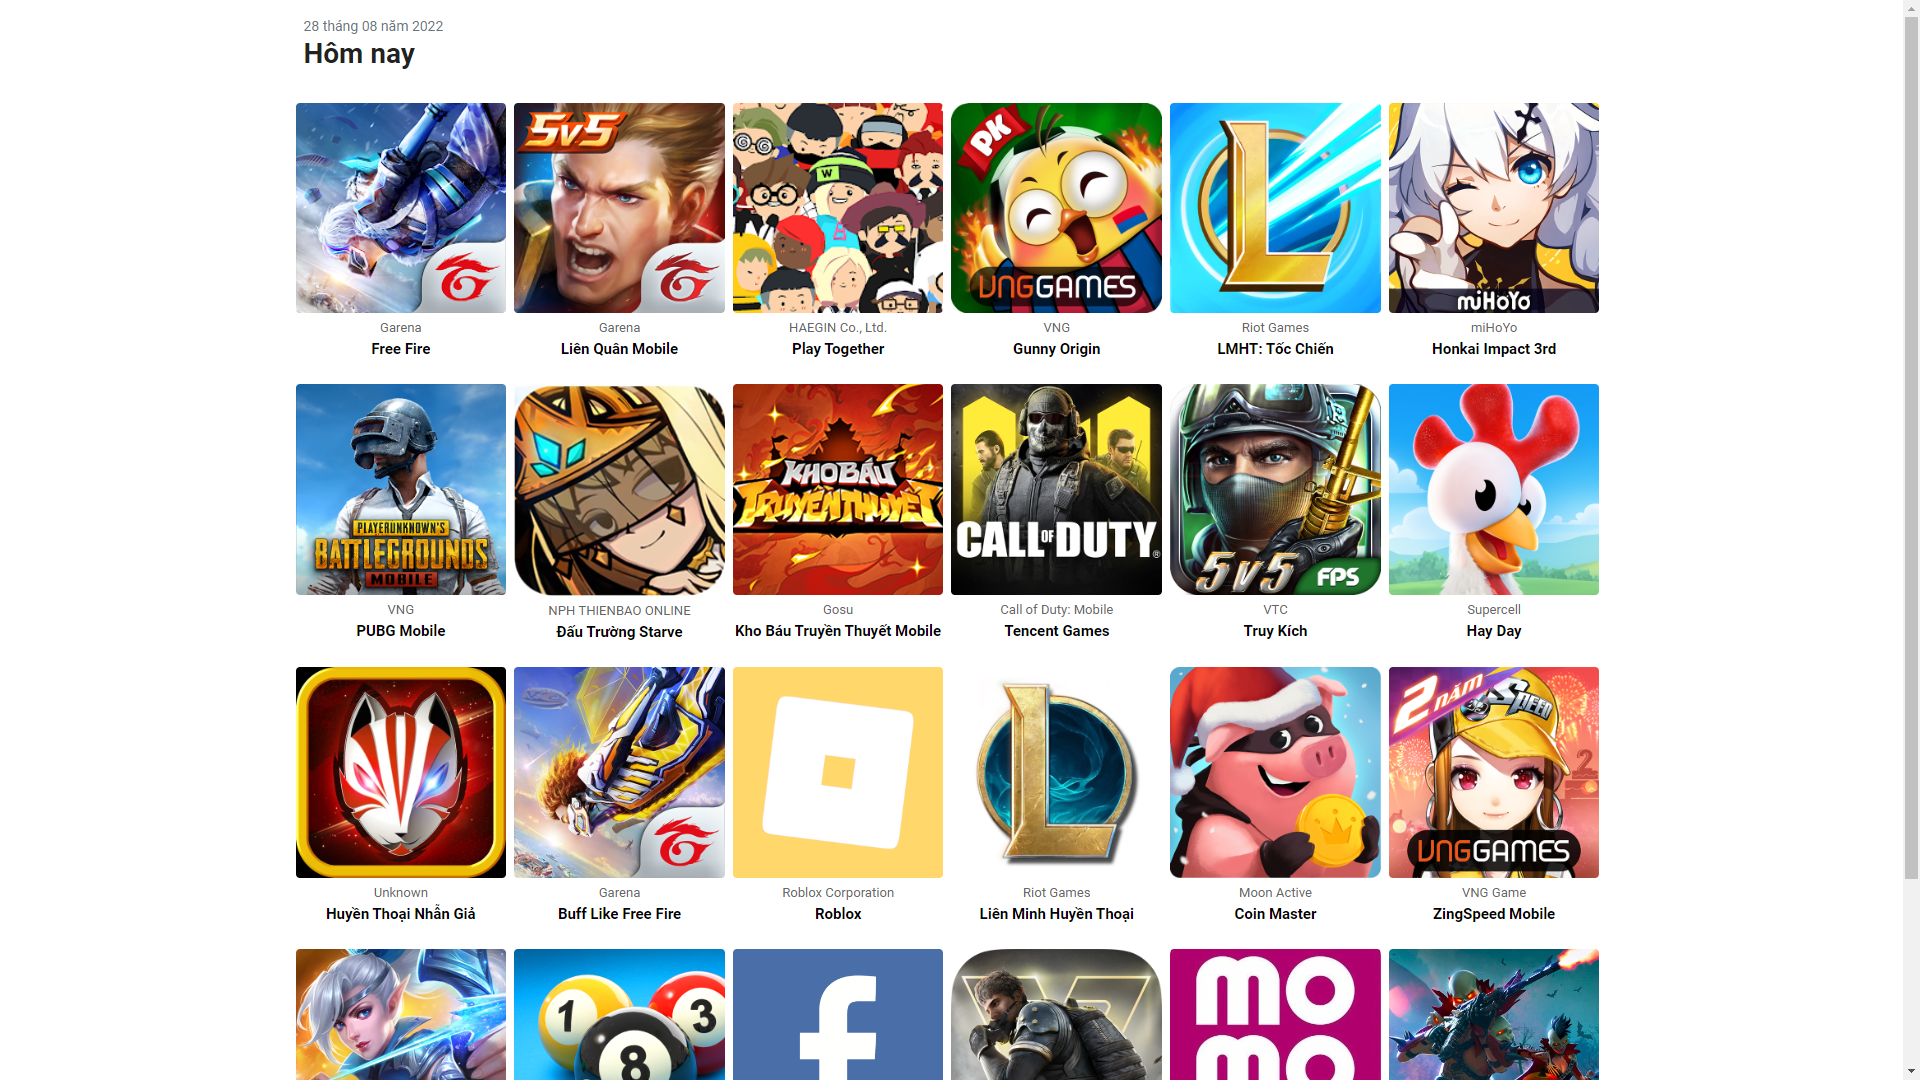 28 tháng 08 năm 2022
Hôm nay
5v5
W
PK
VNGGAMES
miHoYo
Garena
Free Fire
Garena
Liên Quân Mobile
HAEGIN Co., Ltd.
Play Together
VNG
Gunny Origin
Riot Games
LMHT: Tốc Chiến
miHoYo
Honkai Impact 3rd
PLAYERUNKNOWN'S
BATTLEGROUNDS
MOBILE
KHO BÁU
TRUYỀN THUYẾT
CALL OF DUTY®
5v5
FPS
VNG
PUBG Mobile
NPH THIENBAO ONLINE
Đấu Trường Starve
Gosu
Kho Báu Truyền Thuyết Mobile
Call of Duty: Mobile
Tencent Games
VTC
Truy Kích
Supercell
Hay Day
L
2 NĂM
SPEED
2
VNGGAMES
Unknown
Huyền Thoại Nhẫn Giả
Garena
Buff Like Free Fire
Roblox Corporation
Roblox
Riot Games
Liên Minh Huyền Thoại
Moon Active
Coin Master
VNG Game
ZingSpeed Mobile
1
3
8
f
mo
mo